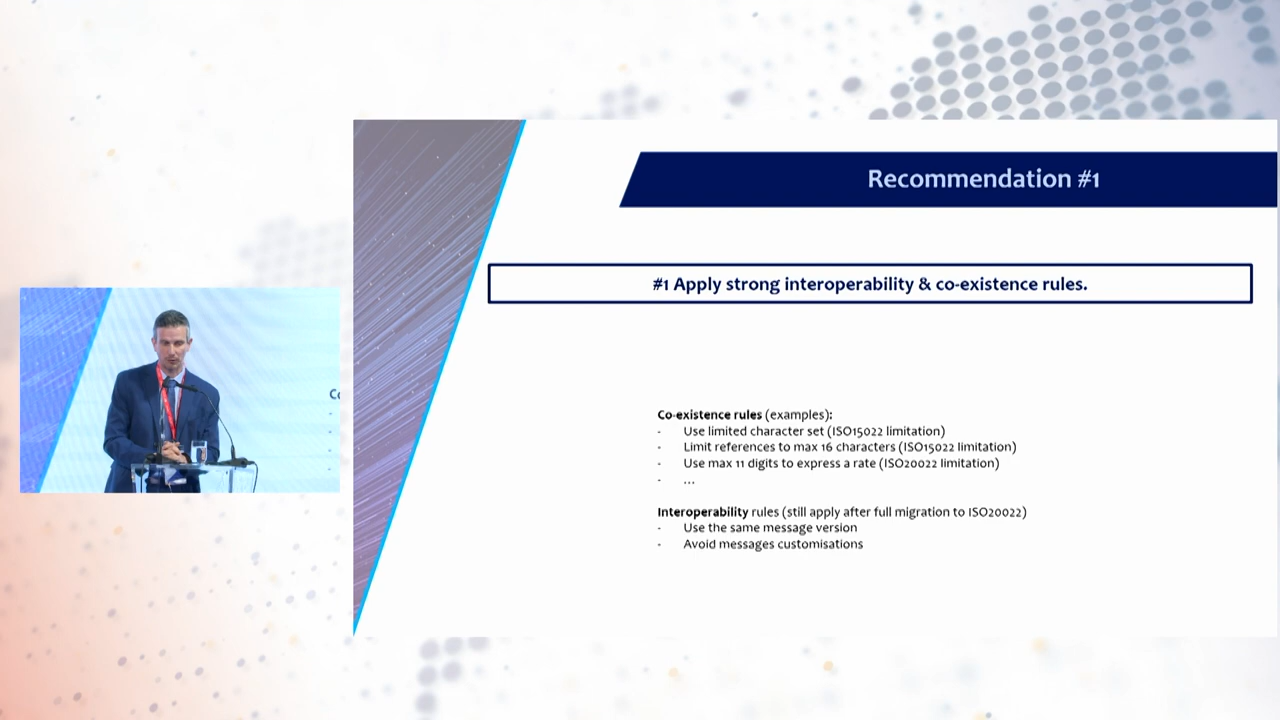 Recommendation #1
#1 Apply strong interoperability & co-existence rules.
Co-existence rules (examples):
- Use limited character set (ISO15022 limitation)
- Limit references to max 16 characters (ISO15022 limitation)
- Use max 11 digits to express a rate (ISO20022 limitation)
- ...
Interoperability rules (still apply after full migration to ISO20022)
- Use the same message version
- Avoid messages customisations